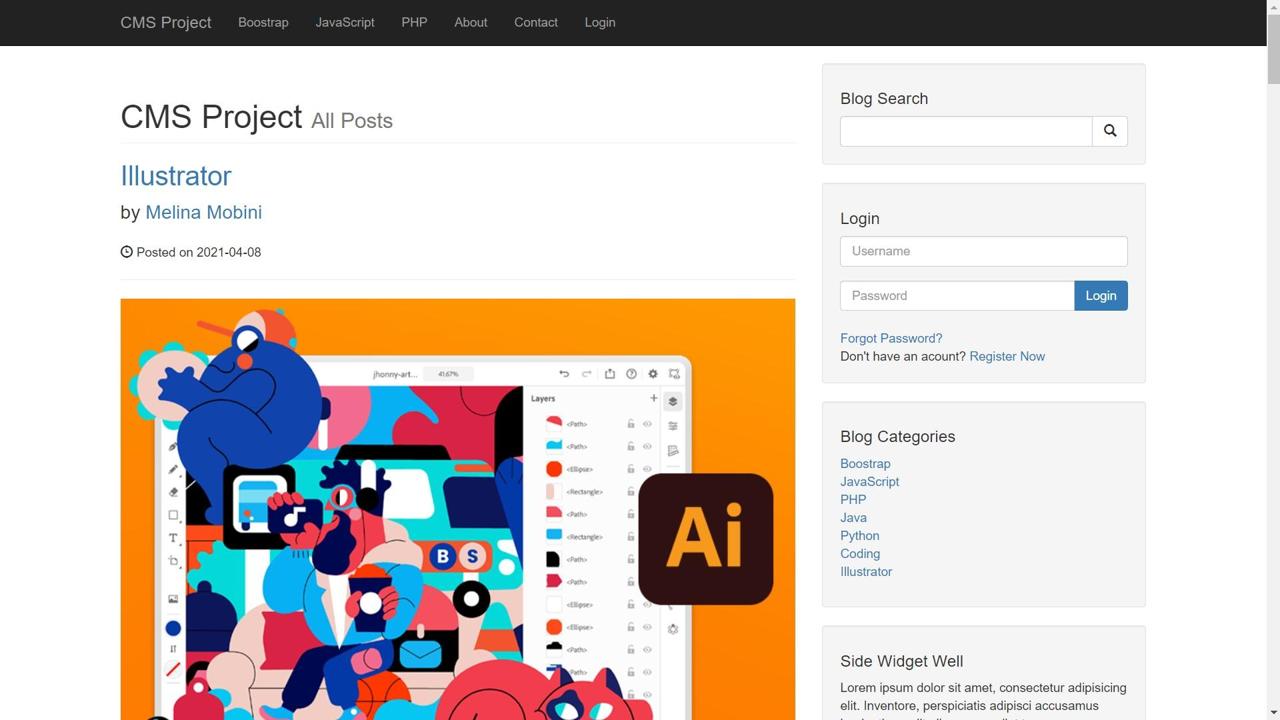 CMS Project Boostrap JavaScript PHP About Contact Login
CMS Project All Posts
Illustrator
by Melina Mobini
Posted on 2021-04-08
jhonny-art... 41.67%
Layers
<Path>
<Path>
<Ellipse>
<Rectangle>
<Path>
<Rectangle>
<Path>
<Path>
<Ellipse>
<Ellipse>
<Path>
<Path>
T
B S
Ai
Blog Search
Login
Username
Password Login
Forgot Password?
Don't have an acount? Register Now
Blog Categories
Boostrap
JavaScript
PHP
Java
Python
Coding
Illustrator
Side Widget Well
Lorem ipsum dolor sit amet, consectetur adipisicing
elit. Inventore, perspiciatis adipisci accusamus